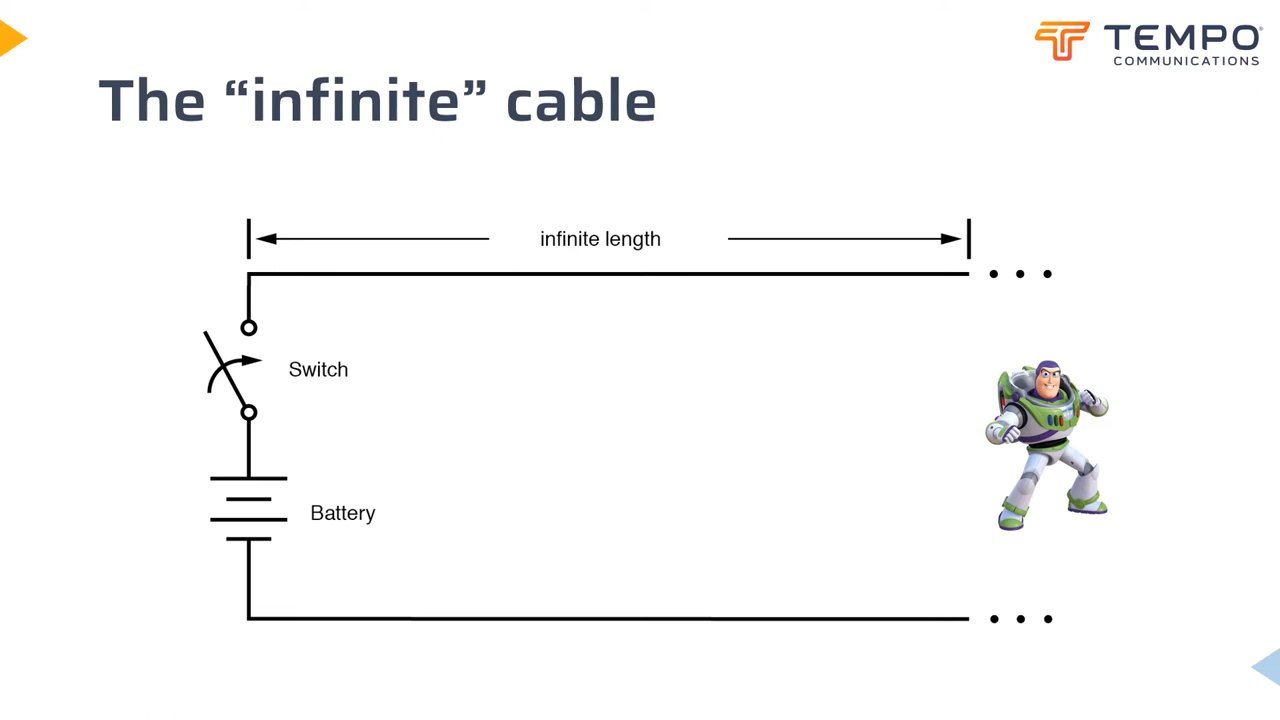 TEMPO
COMMUNICATIONS
The “infinite” cable
infinite length
Switch
Battery